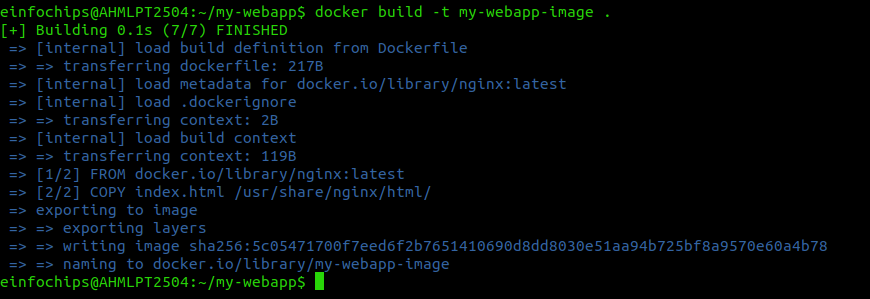 einfochips@AHMLPT2504:~/my-webapp$ docker build -t my-webapp-image .
[+] Building 0.1s (7/7) FINISHED
=> [internal] load build definition from Dockerfile
=> => transferring dockerfile: 217B
=> [internal] load metadata for docker.io/library/nginx:latest
=> [internal] load .dockerignore
=> => transferring context: 2B
=> [internal] load build context
=> => transferring context: 119B
=> [1/2] FROM docker.io/library/nginx:latest
=> [2/2] COPY index.html /usr/share/nginx/html/
=> exporting to image
=> => exporting layers
=> => writing image sha256:5c05471700f7eed6f2b7651410690d8dd8030e51aa94b725bf8a9570e60a4b78
=> => naming to docker.io/library/my-webapp-image
einfochips@AHMLPT2504:~/my-webapp$